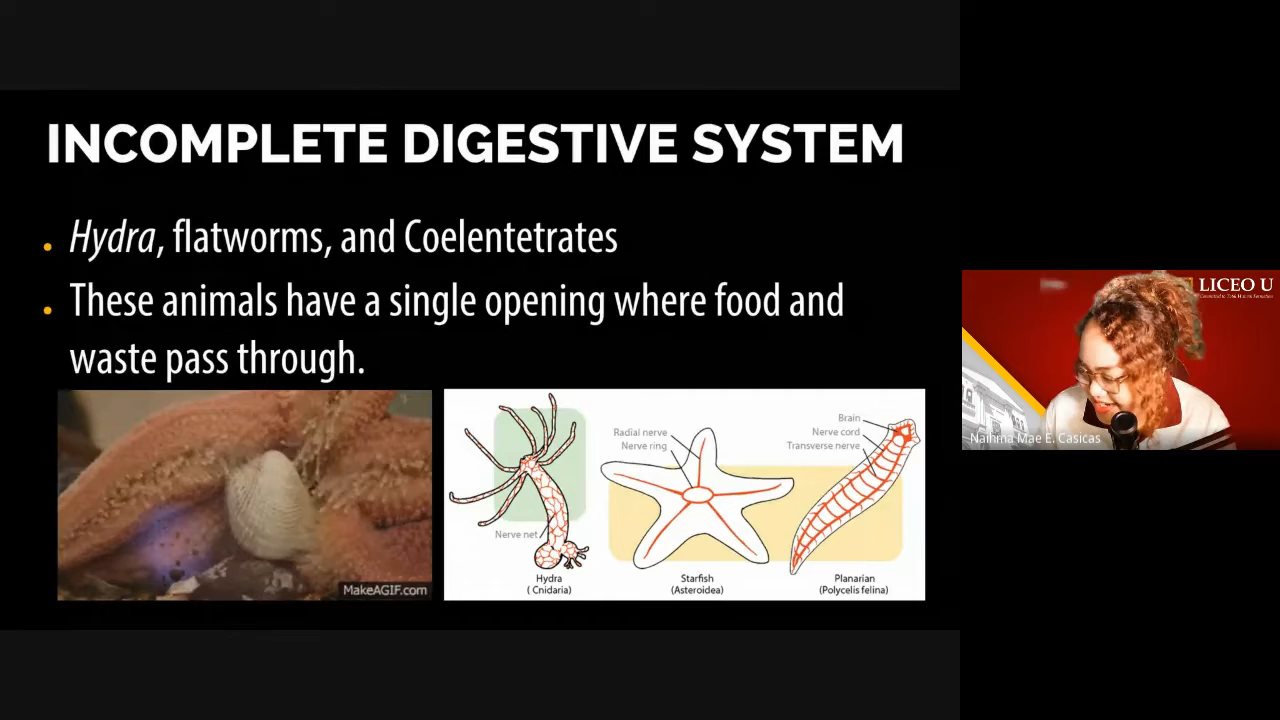 INCOMPLETE DIGESTIVE SYSTEM
Hydra, flatworms, and Coelentetrates
These animals have a single opening where food and
waste pass through.
MakeAGIF.com
Nerve net
Hydra
( Cnidaria)
Radial nerve
Nerve ring
Starfish
(Asteroidea)
Brain
Nerve cord
Transverse nerve
Planarian
(Polycelis felina)
LICEO U
Naihma Mae E. Casicas